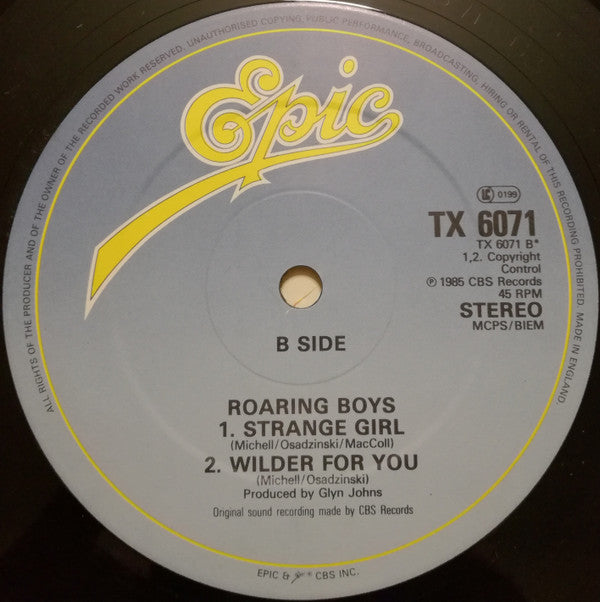 ALL RIGHTS OF THE PRODUCER AND OF THE OWNER OF THE RECORDED WORK RESERVED. UNAUTHORISED COPYING, PUBLIC PERFORMANCE, BROADCASTING, HIRING OR RENTAL OF THIS RECORDING PROHIBITED. MADE IN ENGLAND.
Epic
LC 0199
TX 6071
TX 6071 B*
1,2. Copyright
Control
℗ 1985 CBS Records
45 RPM
STEREO
MCPS/BIEM
B SIDE
ROARING BOYS
1. STRANGE GIRL
(Michell/Osadzinski/MacColl)
2. WILDER FOR YOU
(Michell/Osadzinski)
Produced by Glyn Johns
Original sound recording made by CBS Records
EPIC & Epic ® CBS INC.